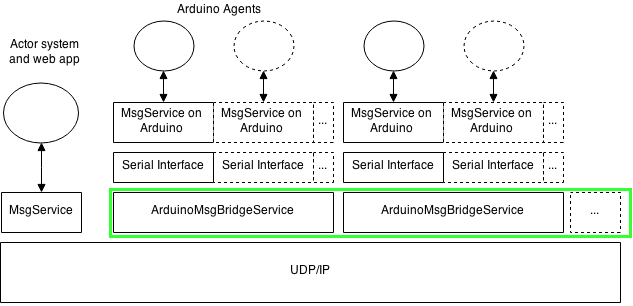 Arduino Agents
Actor system
and web app
MsgService on
Arduino
MsgService on
Arduino
...
MsgService on
Arduino
MsgService on
Arduino
...
Serial Interface
Serial Interface
...
Serial Interface
Serial Interface
...
MsgService
ArduinoMsgBridgeService
ArduinoMsgBridgeService
...
UDP/IP